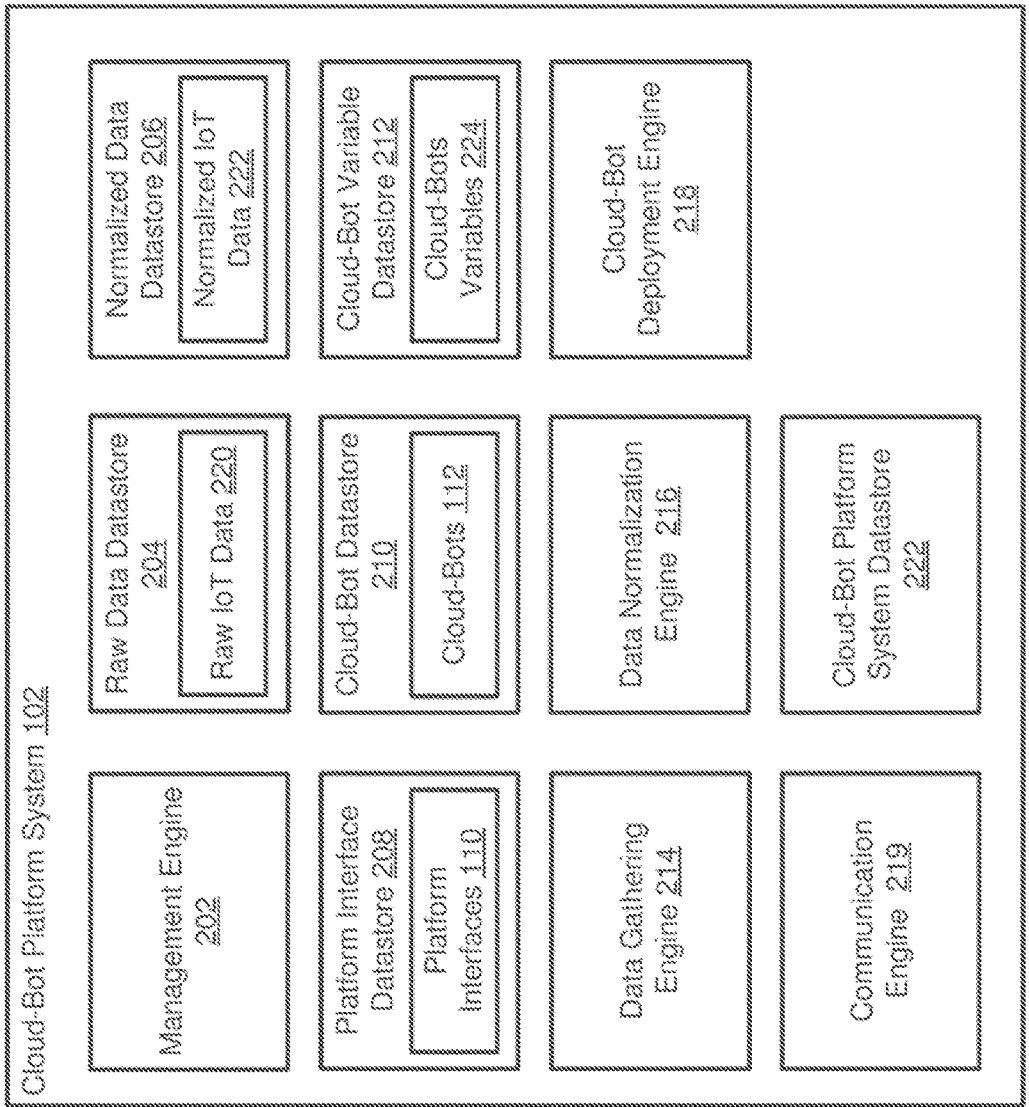 Cloud-Bot Platform System 102
Management Engine
202
Raw Data Datastore
204
Raw IoT Data 220
Normalized Data
Datastore 206
Normalized IoT
Data 222
Platform Interface
Datastore 208
Platform
Interfaces 110
Cloud-Bot Datastore
210
Cloud-Bots 112
Cloud-Bot Variable
Datastore 212
Cloud-Bots
Variables 224
Data Gathering
Engine 214
Data Normalization
Engine 216
Cloud-Bot
Deployment Engine
218
Communication
Engine 219
Cloud-Bot Platform
System Datastore
222